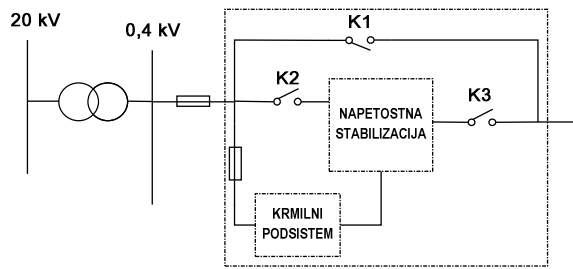 20 kV
0,4 kV
K1
K2
K3
NAPETOSTNA
STABILIZACIJA
KRMILNI
PODSISTEM